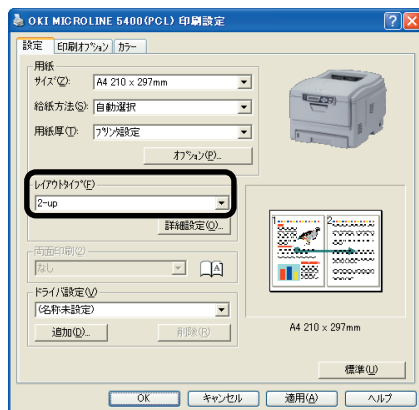 OKI MICROLINE 5400(PCL) 印刷設定
設定 印刷ｵﾌﾟｼｮﾝ カラー
用紙
ｻｲｽﾞ(Z): A4 210 x 297mm
給紙方法(S): 自動選択
用紙厚(T): ﾌﾟﾘﾝﾀ設定
ｵﾌﾟｼｮﾝ(P)...
ﾚｲｱｳﾄﾀｲﾌﾟ(F)
2-up
詳細設定(O)...
両面印刷(2)
なし
A
ドライバ設定(V)
(名称未設定)
追加(D)...
削除(R)
1
2
A4 210 x 297mm
標準(U)
OK キャンセル 適用(A) ヘルプ